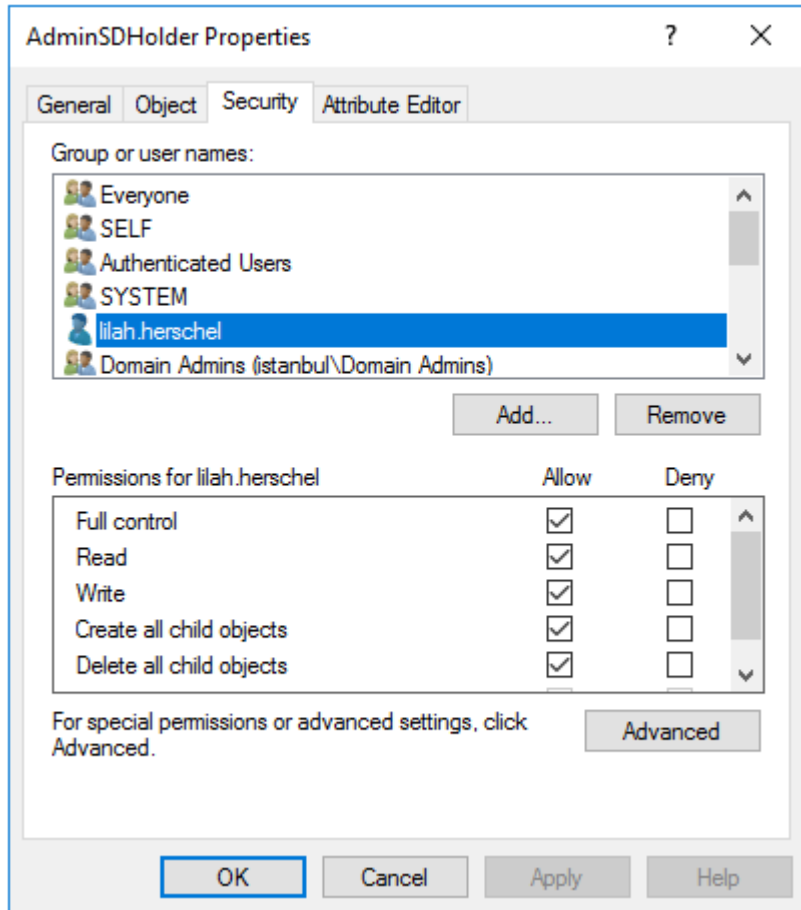 AdminSDHolder Properties ?
General Object Security Attribute Editor
Group or user names:
Everyone
SELF
Authenticated Users
SYSTEM
lilah.herschel
Domain Admins (istanbul\Domain Admins)
Add... Remove
Permissions for lilah.herschel Allow Deny
Full control
Read
Write
Create all child objects
Delete all child objects
For special permissions or advanced settings, click
Advanced.
Advanced
OK Cancel Apply Help